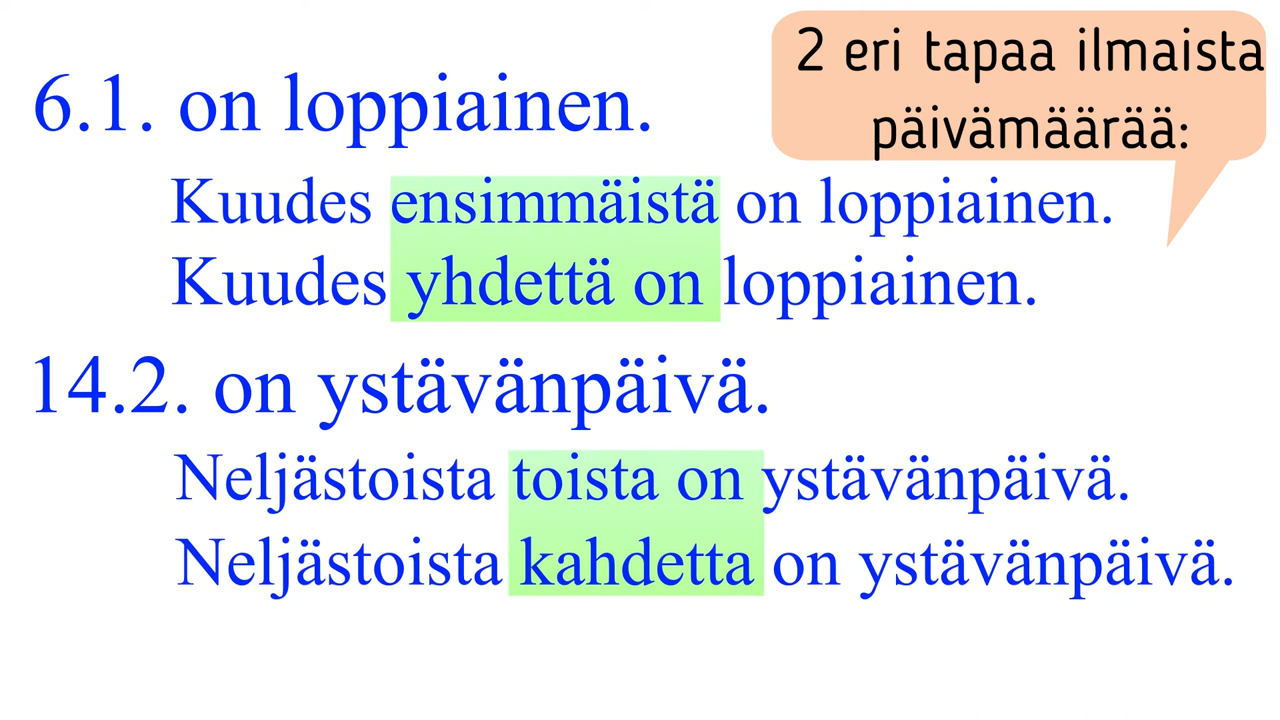 2 eri tapaa ilmaista
päivämäärää:
6.1. on loppiainen.
Kuudes ensimmäistä on loppiainen.
Kuudes yhdettä on loppiainen.
14.2. on ystävänpäivä.
Neljästoista toista on ystävänpäivä.
Neljästoista kahdetta on ystävänpäivä.